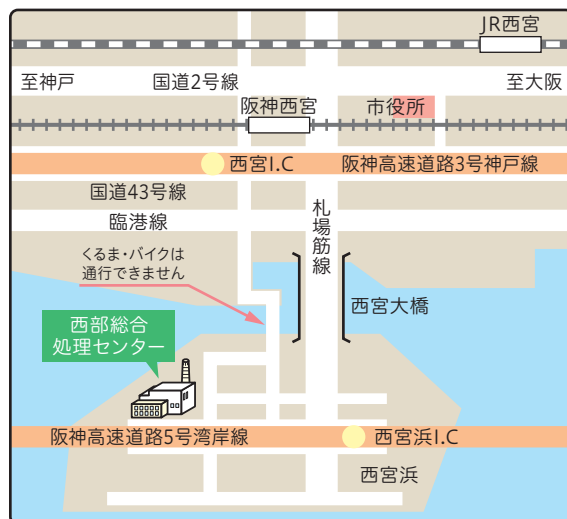 JR西宮
至神戸
国道2号線
至大阪
阪神西宮
市役所
西宮I.C
阪神高速道路3号神戸線
国道43号線
札場筋線
臨港線
くるま・バイクは
通行できません
西宮大橋
西部総合
処理センター
阪神高速道路5号湾岸線
西宮浜I.C
西宮浜